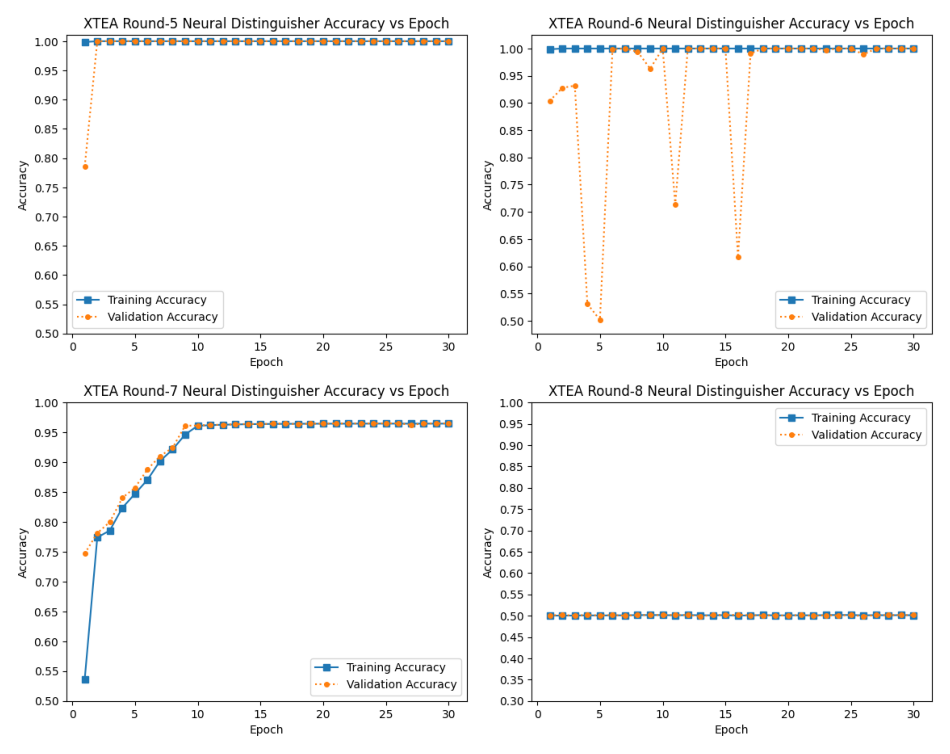 XTEA Round-5 Neural Distinguisher Accuracy vs Epoch
Accuracy
1.00
0.95
0.90
0.85
0.80
0.75
0.70
0.65
0.60
0.55
0.50
Training Accuracy
Validation Accuracy
0 5 10 15 20 25 30
Epoch
XTEA Round-6 Neural Distinguisher Accuracy vs Epoch
Accuracy
1.00
0.95
0.90
0.85
0.80
0.75
0.70
0.65
0.60
0.55
0.50
Training Accuracy
Validation Accuracy
0 5 10 15 20 25 30
Epoch
XTEA Round-7 Neural Distinguisher Accuracy vs Epoch
Accuracy
1.00
0.95
0.90
0.85
0.80
0.75
0.70
0.65
0.60
0.55
0.50
Training Accuracy
Validation Accuracy
0 5 10 15 20 25 30
Epoch
XTEA Round-8 Neural Distinguisher Accuracy vs Epoch
Accuracy
1.00
0.95
0.90
0.85
0.80
0.75
0.70
0.65
0.60
0.55
0.50
0.45
0.40
0.35
0.30
Training Accuracy
Validation Accuracy
0 5 10 15 20 25 30
Epoch